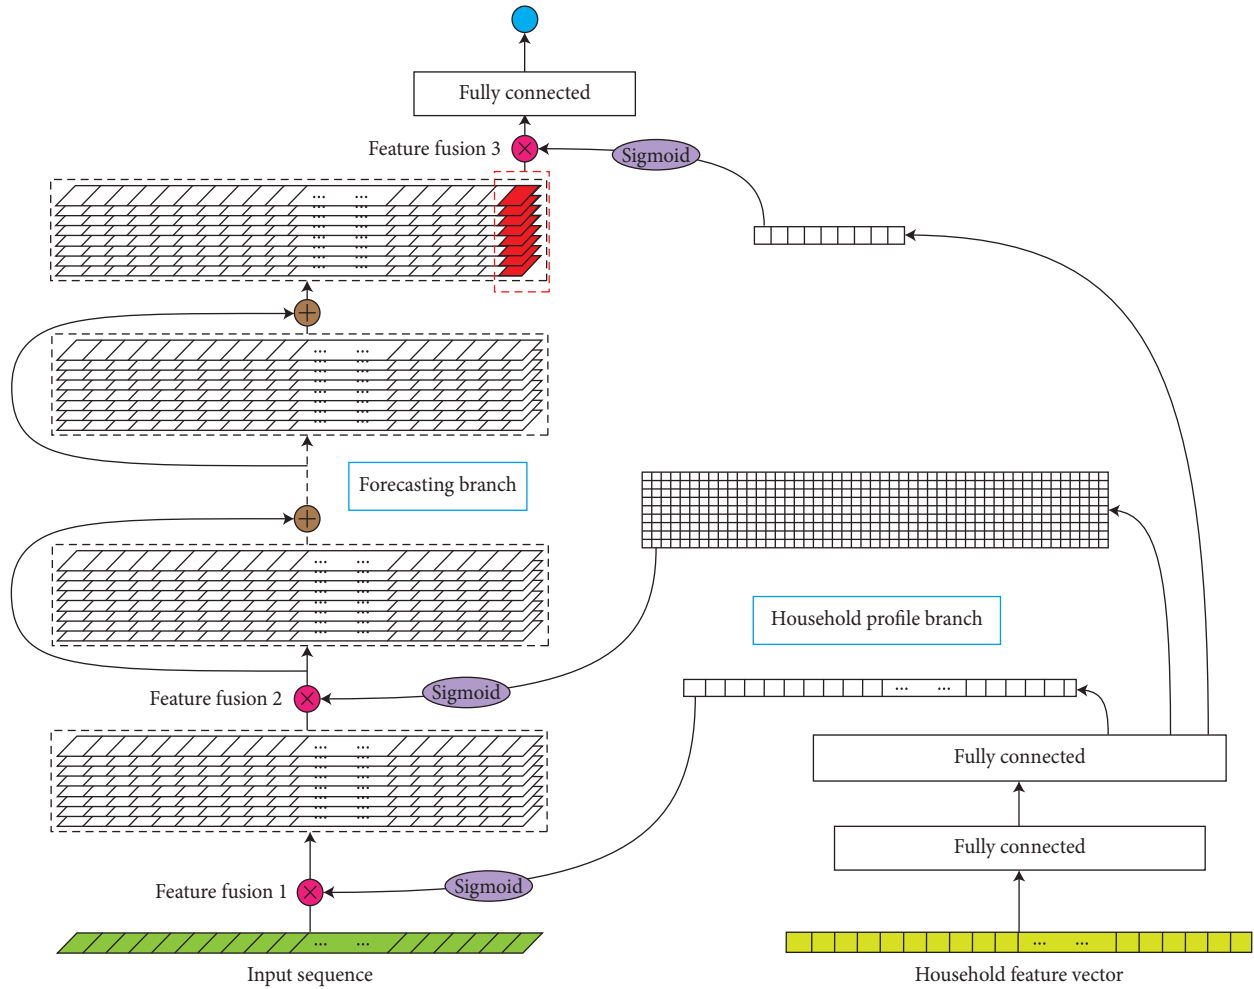 Fully connected
Feature fusion 3
Sigmoid
... ...
... ...
Forecasting branch
... ...
Household profile branch
Feature fusion 2
Sigmoid
... ...
... ...
Fully connected
Fully connected
Feature fusion 1
Sigmoid
... ...
... ...
Input sequence
Household feature vector